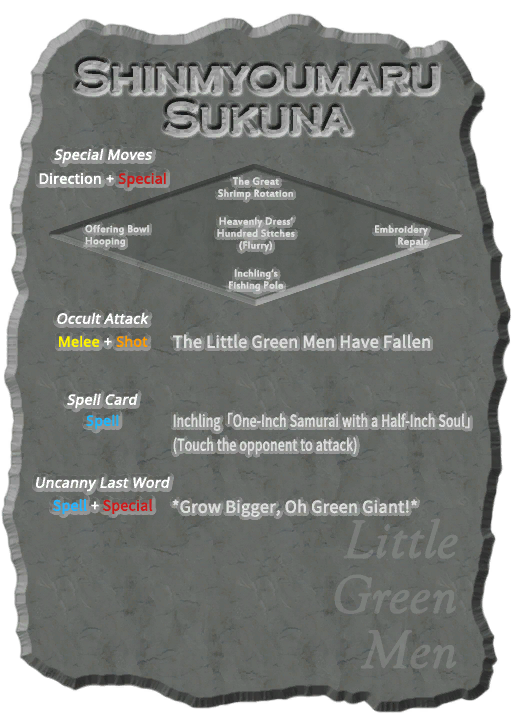 SHINMYOUMARU
SUKUNA
Special Moves
Direction + Special
The Great
Shrimp Rotation
Offering Bowl
Hooping
Heavenly Dress'
Hundred Sttches
(Flurry)
Embroidery
Repair
Inchling's
Fishing Pole
Occult Attack
Melee + Shot
The Little Green Men Have Fallen
Spell Card
Spell
Inchling「One-Inch Samurai with a Half-Inch Soul」
(Touch the opponent to attack)
Uncanny Last Word
Spell + Special
*Grow Bigger, Oh Green Giant!*
Little
Green
Men